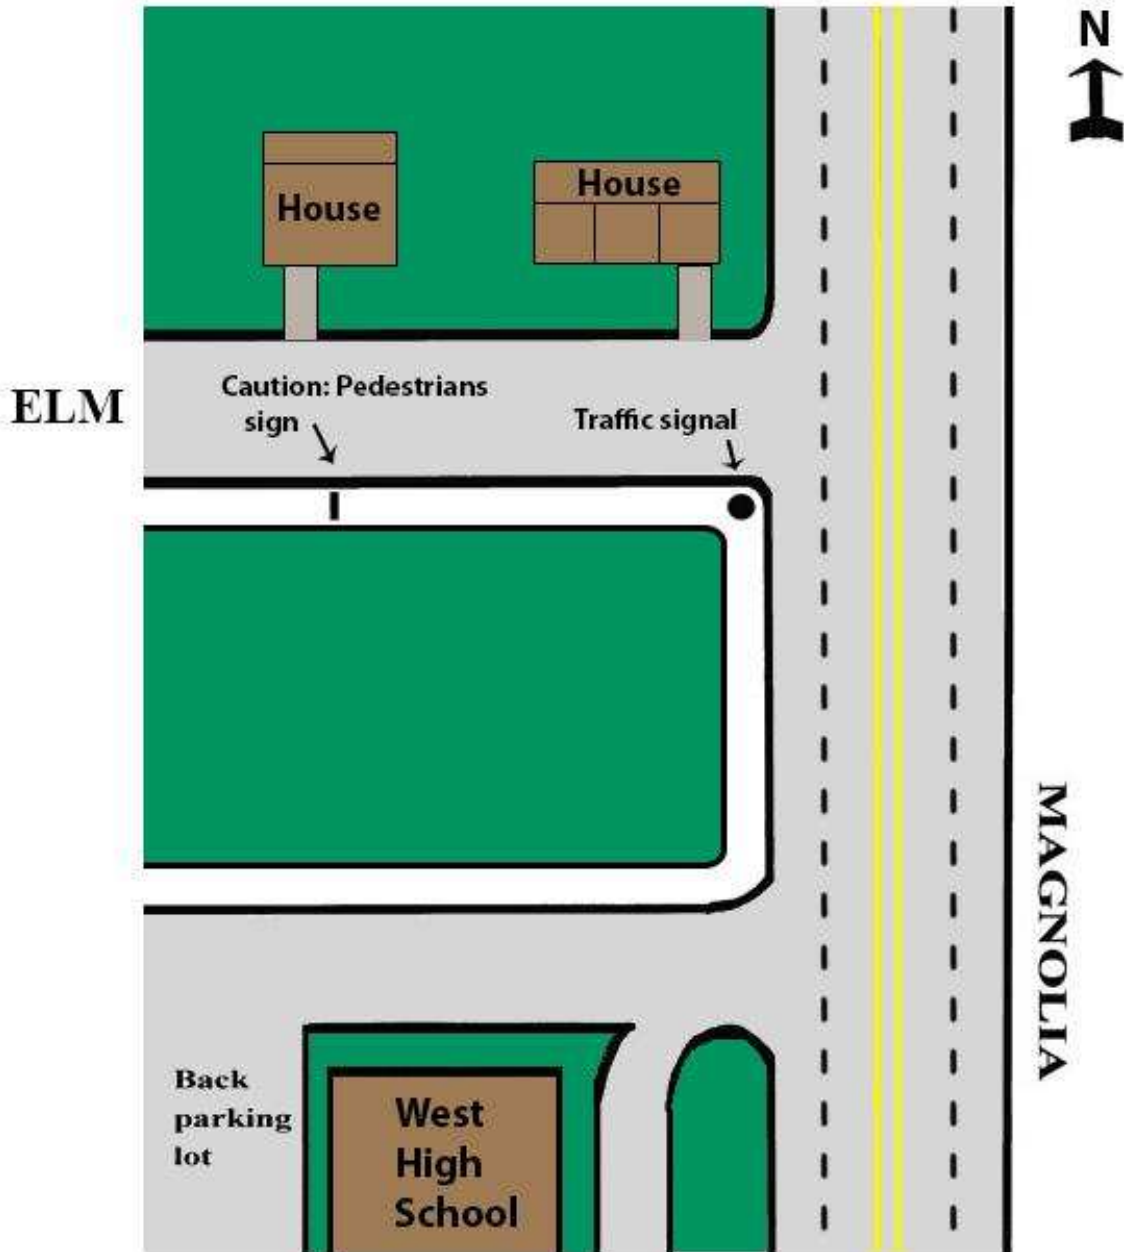 N
House
House
ELM
Caution: Pedestrians
sign
Traffic signal
MAGNOLIA
Back
parking
lot
West
High
School